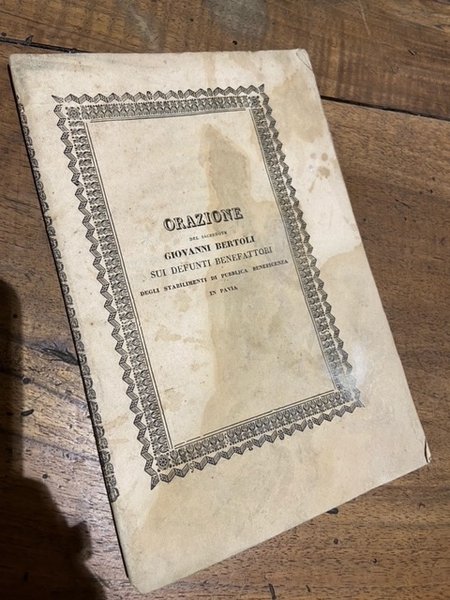 ORAZIONE
DEL SACERDOTE
GIOVANNI BERTOLI
SUI DEFUNTI BENEFATTORI
DEGLI STABILIMENTI DI PUBBLICA BENEFICENZA
IN PAVIA